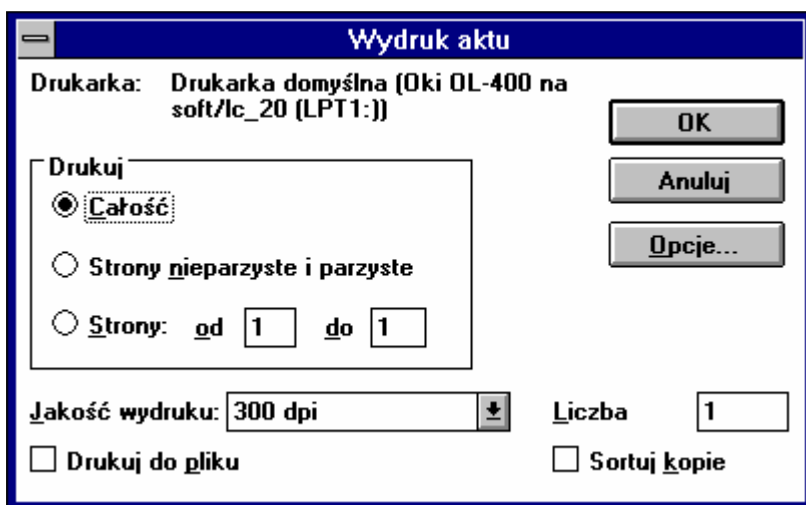 Wydruk aktu
Drukarka: Drukarka domyślna (Oki OL-400 na
soft/lc_20 (LPT1:))
OK
Drukuj
Anuluj
Całość
Opcje...
Strony nieparzyste i parzyste
Strony: od 1 do 1
Jakość wydruku: 300 dpi
Liczba 1
Drukuj do pliku
Sortuj kopie